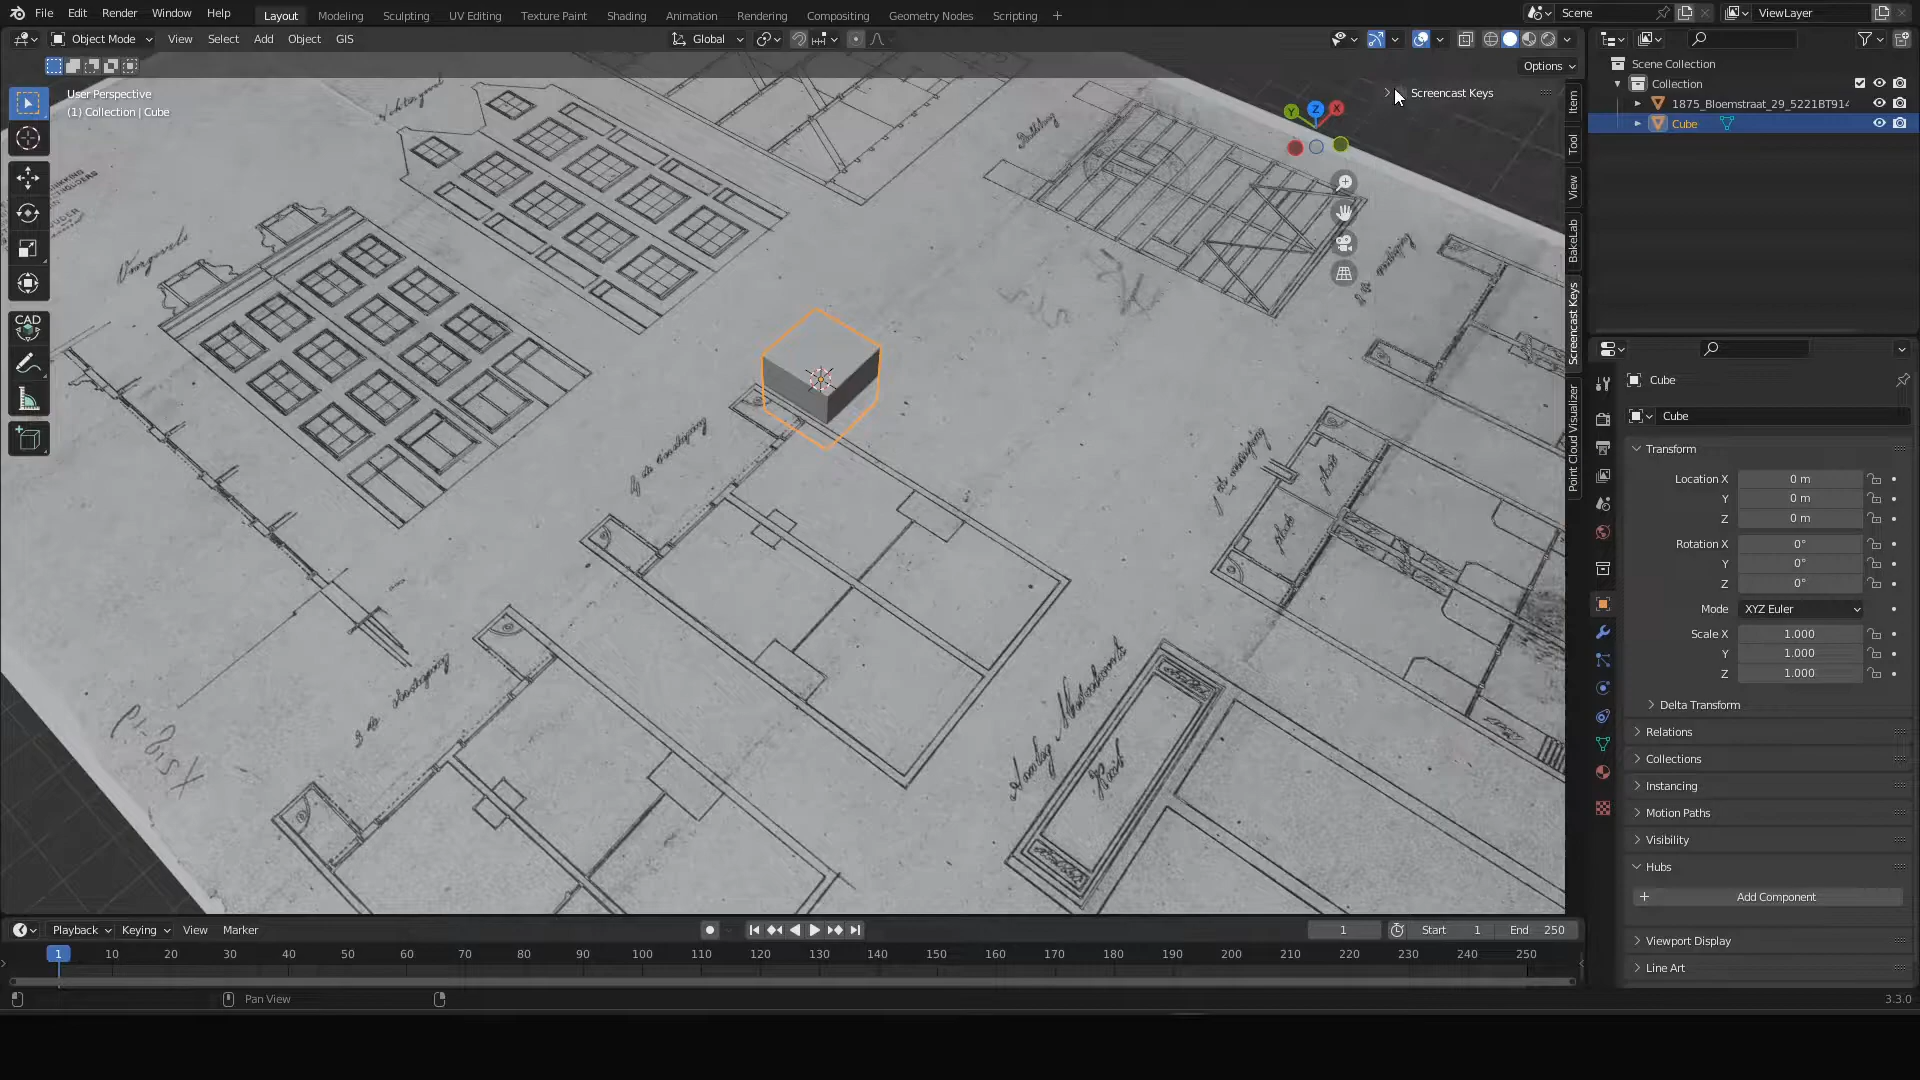 File Edit Render Window Help
Layout Modeling Sculpting UV Editing Texture Paint Shading Animation Rendering Compositing Geometry Nodes Scripting +
Scene
ViewLayer
Object Mode View Select Add Object GIS
Global
Options
User Perspective
(1) Collection | Cube
Screencast Keys
Z
Y
X
Item
Tool
View
BakeLab
Screencast Keys
Point Cloud Visualizer
CAD
Scene Collection
Collection
1875_Bloemstraat_29_5221BT914
Cube
Cube
Cube
Transform
Location X 0 m
Y 0 m
Z 0 m
Rotation X 0°
Y 0°
Z 0°
Mode XYZ Euler
Scale X 1.000
Y 1.000
Z 1.000
Delta Transform
Relations
Collections
Instancing
Motion Paths
Visibility
Hubs
Add Component
Viewport Display
Line Art
Playback Keying View Marker
1 Start 1 End 250
1 10 20 30 40 50 60 70 80 90 100 110 120 130 140 150 160 170 180 190 200 210 220 230 240 250
Pan View
3.3.0